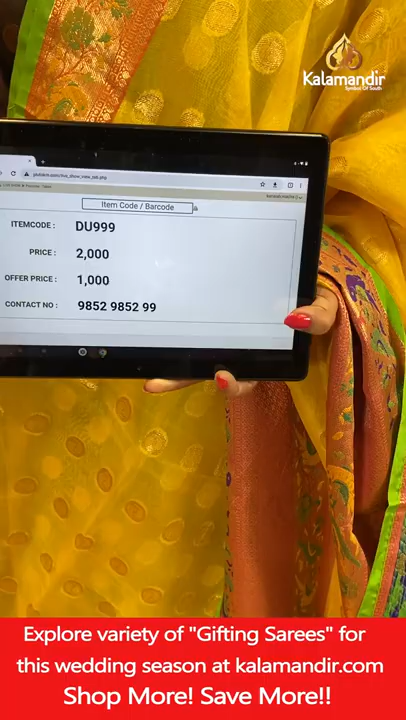 Kalamandir
Symbol Of South
Item Code / Barcode
ITEMCODE : DU999
PRICE : 2,000
OFFER PRICE : 1,000
CONTACT NO : 9852 9852 99
Explore variety of "Gifting Sarees" for
this wedding season at kalamandir.com
Shop More! Save More!!